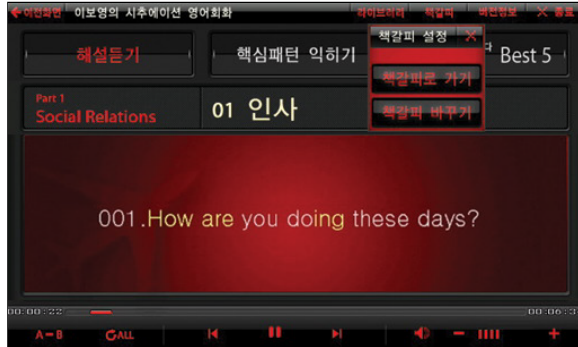 이전화면 이보영의 시추에이션 영어회화 라이브러리 책갈피 버전정보
해설듣기 핵심패턴 익히기 다 Best 5
책갈피 설정
책갈피로 가기
책갈피 바꾸기
Part 1
Social Relations 01 인사
001.How are you doing these days?
00:00:22 00:06:3
A-B ALL